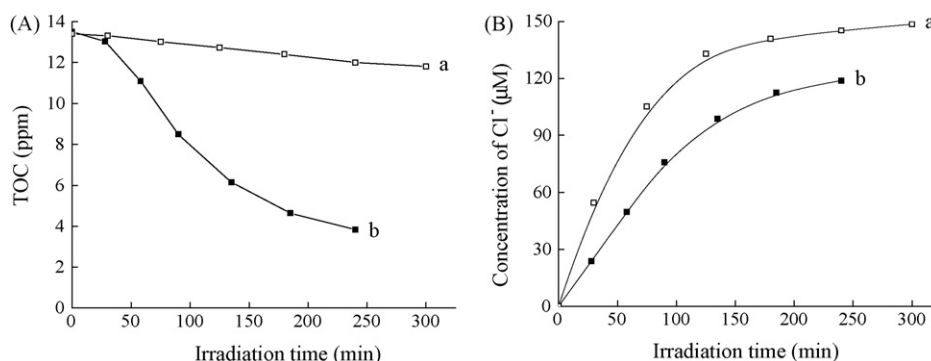 (A)
14
12
10
8
6
4
2
0
TOC (ppm)
a
b
0 50 100 150 200 250 300
Irradiation time (min)
(B)
150
120
90
60
30
0
Concentration of Cl⁻ (μM)
a
b
0 50 100 150 200 250 300
Irradiation time (min)